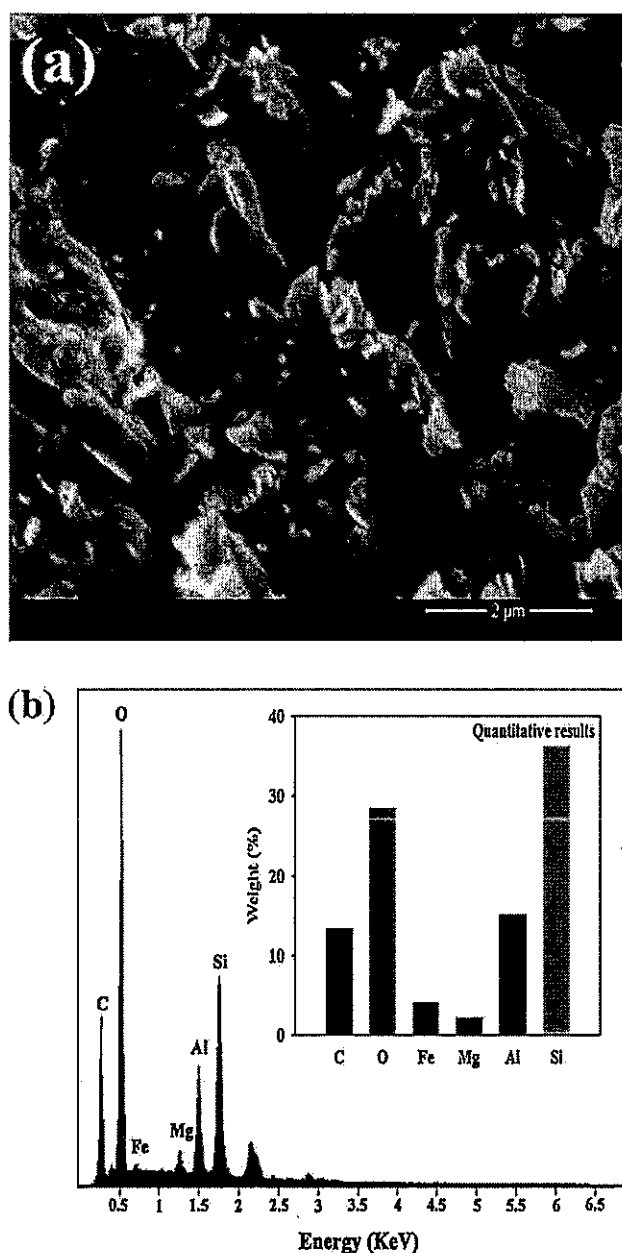 (a)
2 µm
(b)
O
C
Fe
Mg
Al
Si
40
30
20
10
0
Weight (%)
Quantitative results
C O Fe Mg Al Si
0.5 1 1.5 2 2.5 3 3.5 4 4.5 5 5.5 6 6.5
Energy (KeV)